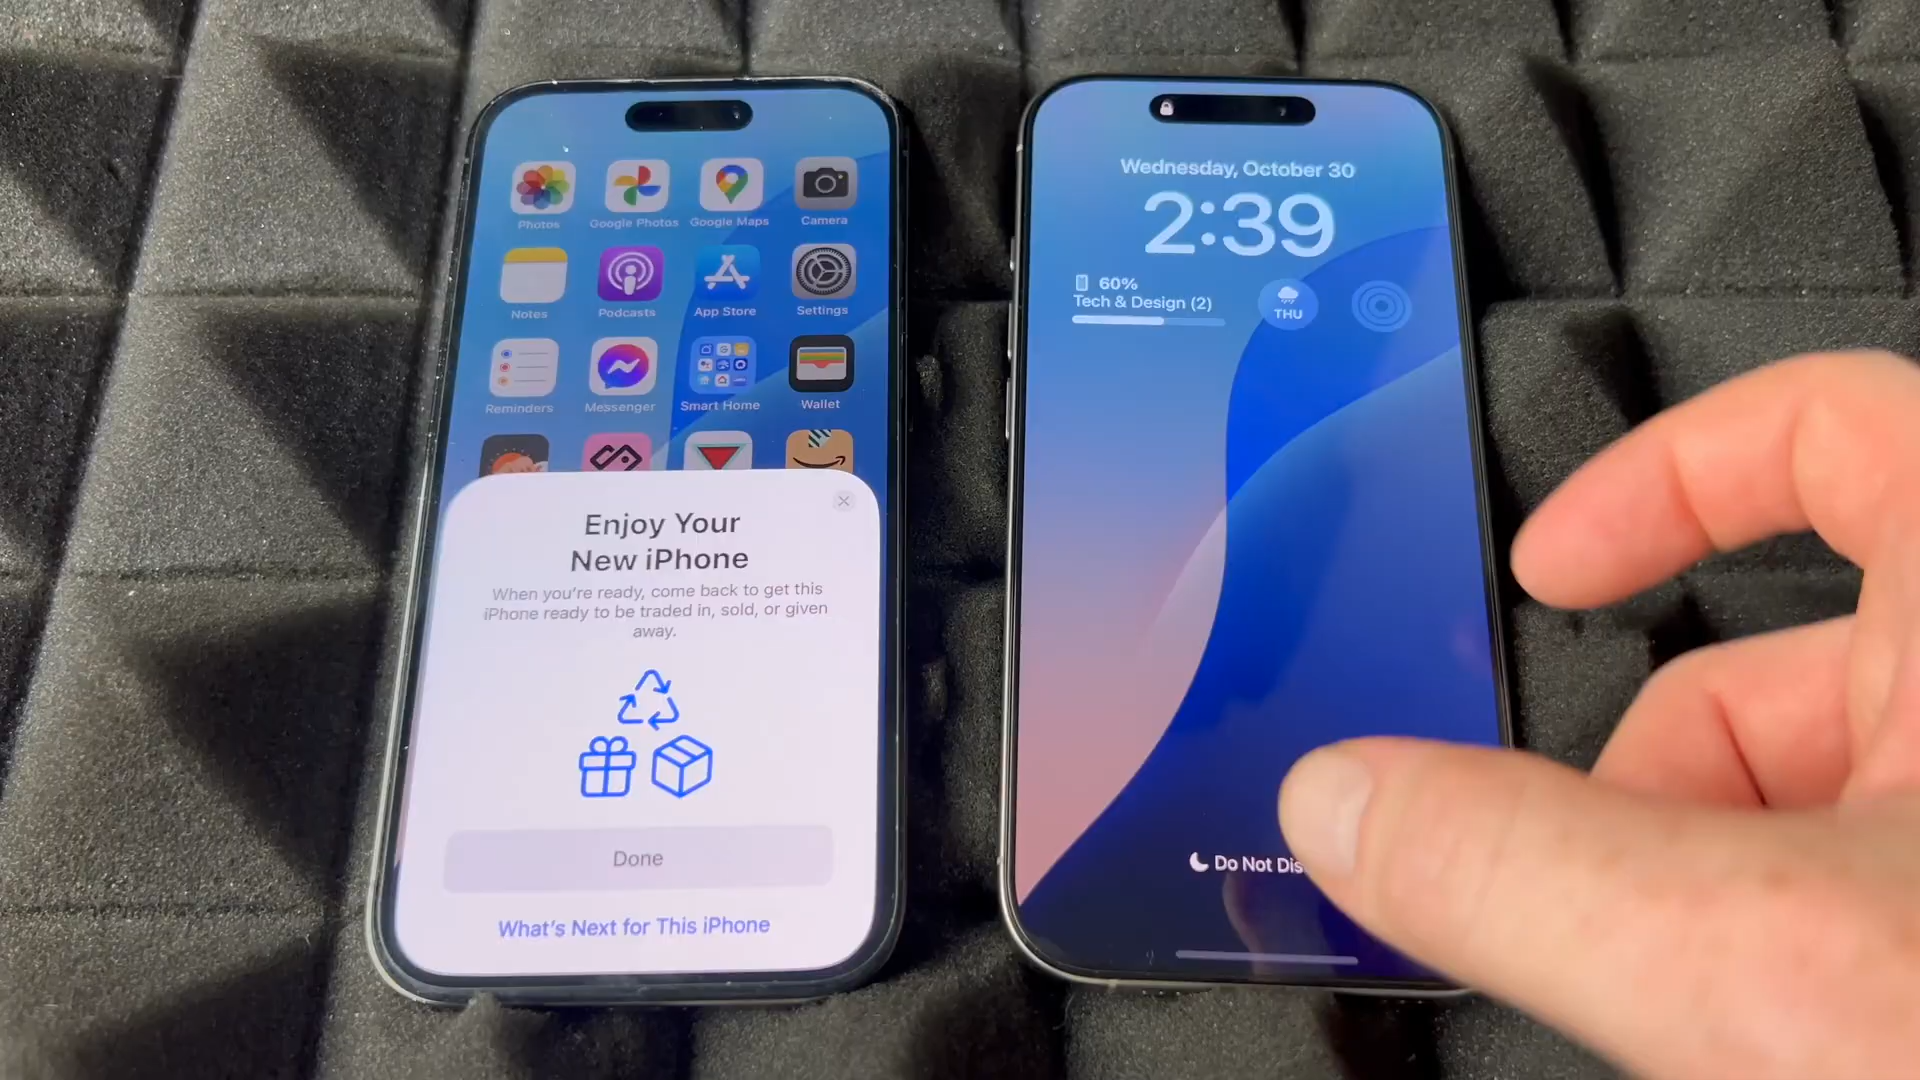 Photos
Google Photos
Google Maps
Camera
Notes
Podcasts
App Store
Settings
Reminders
Messenger
Smart Home
Wallet
Enjoy Your
New iPhone
When you're ready, come back to get this
iPhone ready to be traded in, sold, or given
away.
Done
What's Next for This iPhone
Wednesday, October 30
2:39
60%
Tech & Design (2)
THU
Do Not Dis